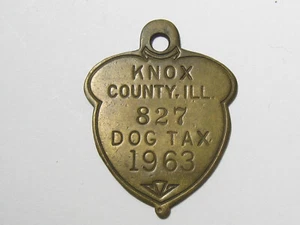 KNOX
COUNTY. ILL.
827
DOG TAX
1963